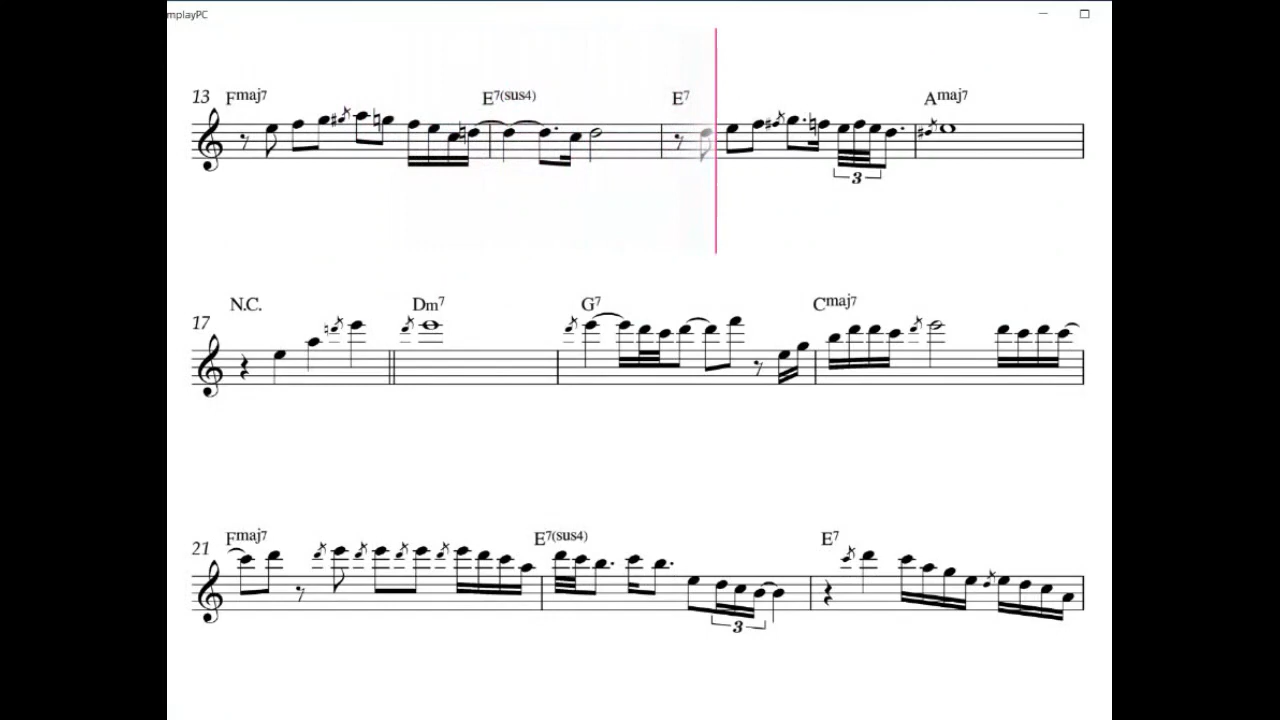 mplayPC
13 Fmaj7 E7(sus4) E7 Amaj7
3
N.C. Dm7 G7 Cmaj7
17
Fmaj7 E7(sus4) E7
21
3